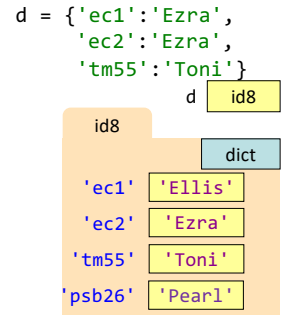 d = {'ec1':'Ezra',
'ec2':'Ezra',
'tm55':'Toni'}
d id8
id8
dict
'ec1' 'Ellis'
'ec2' 'Ezra'
'tm55' 'Toni'
'psb26' 'Pearl'